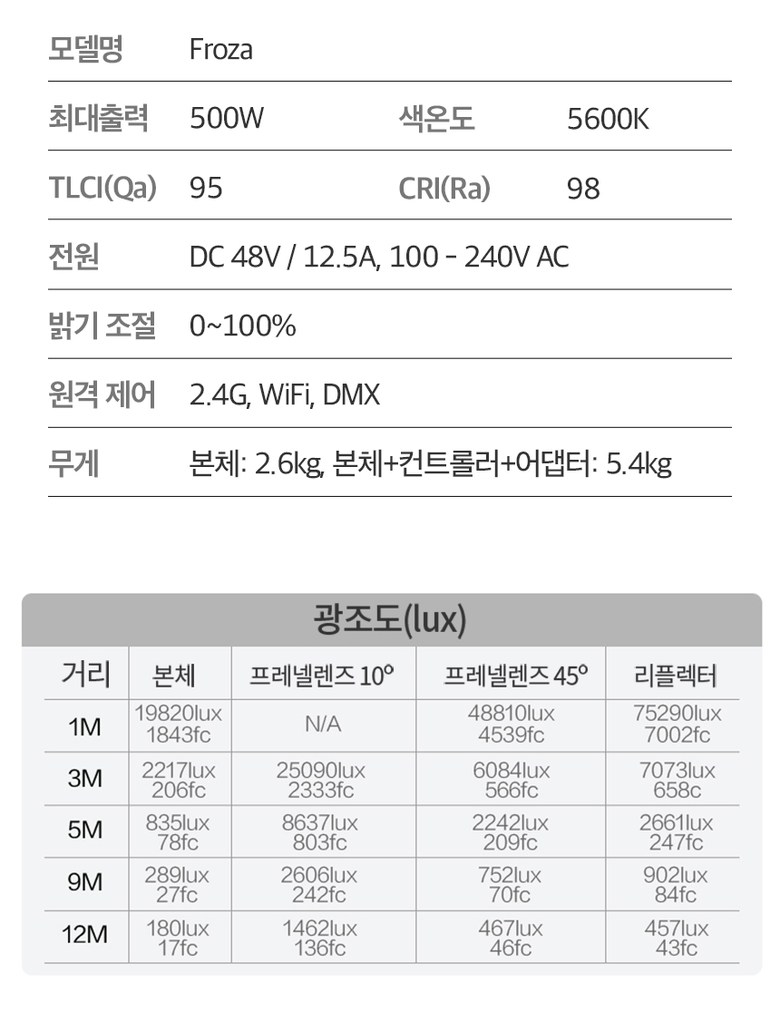 모델명 Froza
최대출력 500W 색온도 5600K
TLCI(Qa) 95 CRI(Ra) 98
전원 DC 48V / 12.5A, 100 - 240V AC
밝기 조절 0~100%
원격 제어 2.4G, WiFi, DMX
무게 본체: 2.6kg, 본체+컨트롤러+어댑터: 5.4kg
광조도(lux)
거리 본체 프레넬렌즈 10º 프레넬렌즈 45º 리플렉터
1M 19820lux 1843fc N/A 48810lux 4539fc 75290lux 7002fc
3M 2217lux 206fc 25090lux 2333fc 6084lux 566fc 7073lux 658c
5M 835lux 78fc 8637lux 803fc 2242lux 209fc 2661lux 247fc
9M 289lux 27fc 2606lux 242fc 752lux 70fc 902lux 84fc
12M 180lux 17fc 1462lux 136fc 467lux 46fc 457lux 43fc